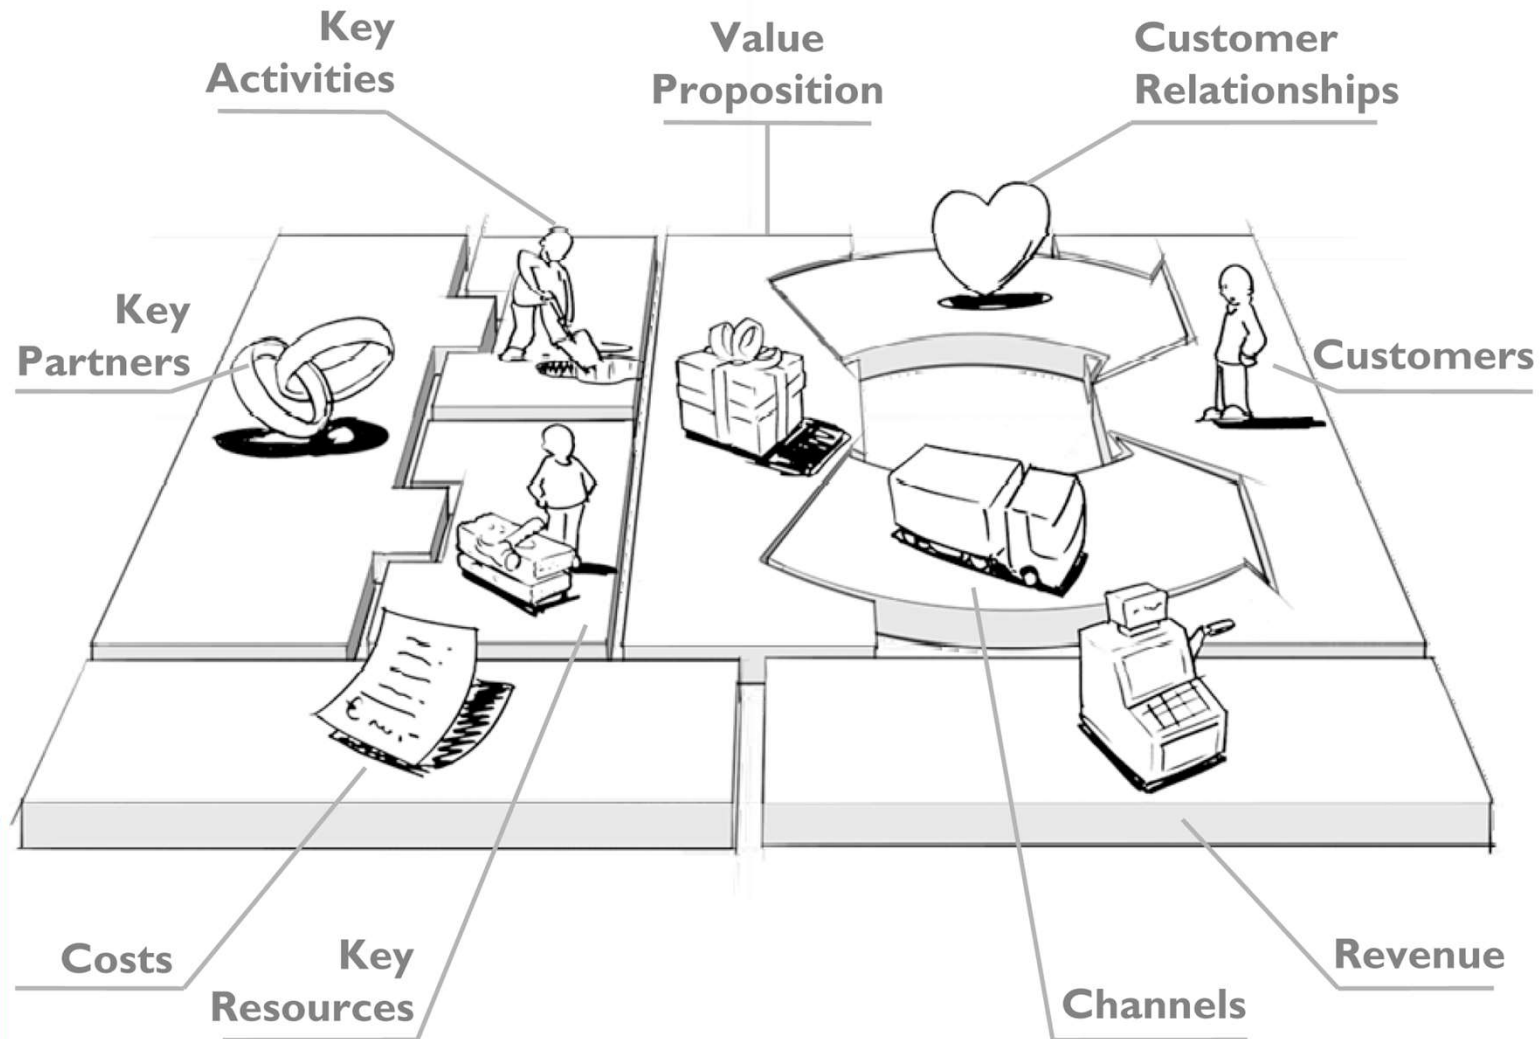 Key
Activities
Value
Proposition
Customer
Relationships
Key
Partners
Customers
€
Costs
Key
Resources
Channels
Revenue